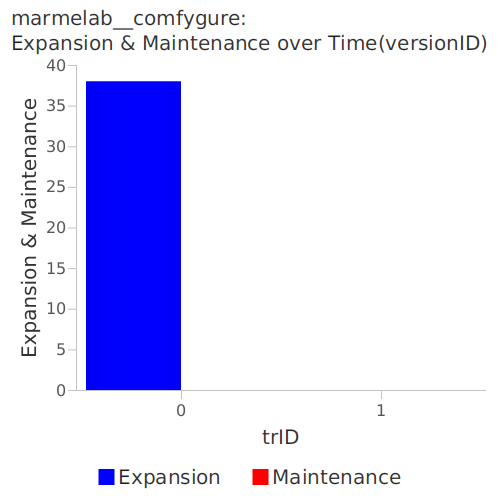 marmelab__comfygure:
Expansion & Maintenance over Time(versionID)
Expansion & Maintenance
40
35
30
25
20
15
10
5
0
0 1
trID
Expansion Maintenance